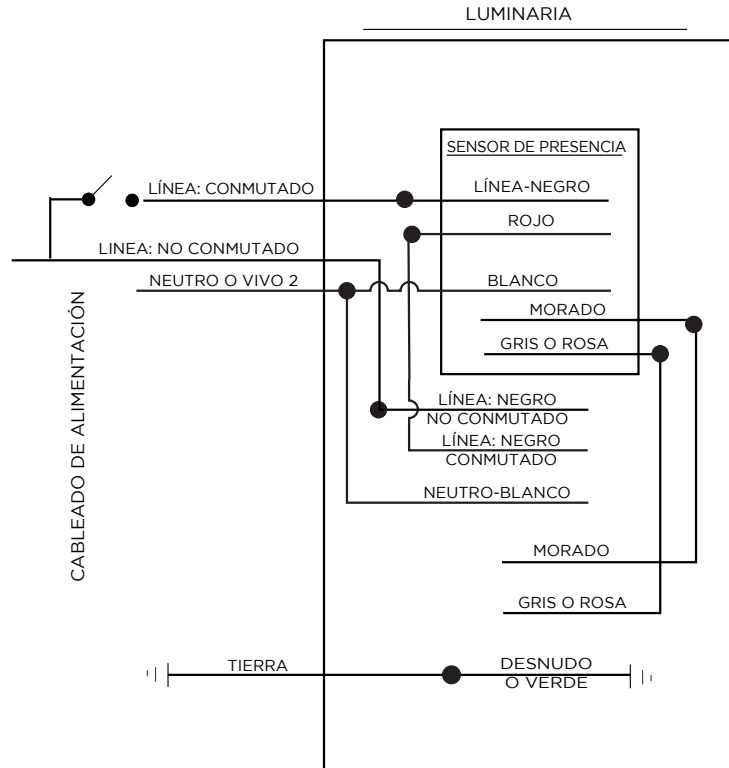 LUMINARIA
SENSOR DE PRESENCIA
LÍNEA: CONMUTADO
LÍNEA-NEGRO
ROJO
LINEA: NO CONMUTADO
NEUTRO O VIVO 2
BLANCO
MORADO
GRIS O ROSA
CABLEADO DE ALIMENTACIÓN
LÍNEA: NEGRO
NO CONMUTADO
LÍNEA: NEGRO
CONMUTADO
NEUTRO-BLANCO
MORADO
GRIS O ROSA
TIERRA
DESNUDO
O VERDE